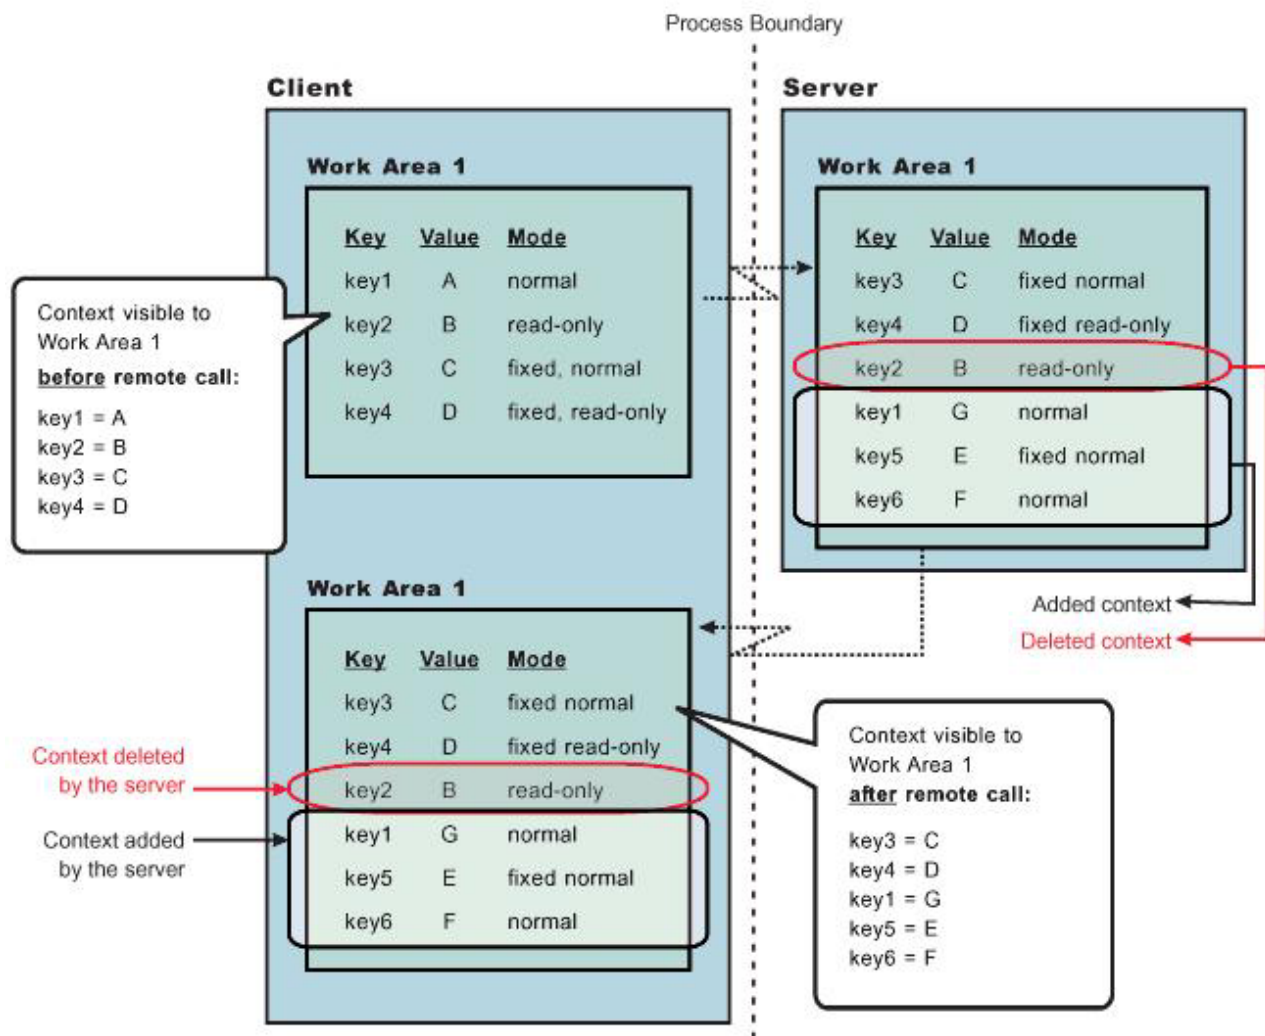 Process Boundary
Client
Work Area 1
Key Value Mode
key1 A normal
key2 B read-only
key3 C fixed, normal
key4 D fixed, read-only
Context visible to
Work Area 1
before remote call:
key1 = A
key2 = B
key3 = C
key4 = D
Server
Work Area 1
Key Value Mode
key3 C fixed normal
key4 D fixed read-only
key2 B read-only
key1 G normal
key5 E fixed normal
key6 F normal
Added context
Deleted context
Work Area 1
Key Value Mode
key3 C fixed normal
key4 D fixed read-only
key2 B read-only
key1 G normal
key5 E fixed normal
key6 F normal
Context deleted
by the server
Context added
by the server
Context visible to
Work Area 1
after remote call:
key3 = C
key4 = D
key1 = G
key5 = E
key6 = F